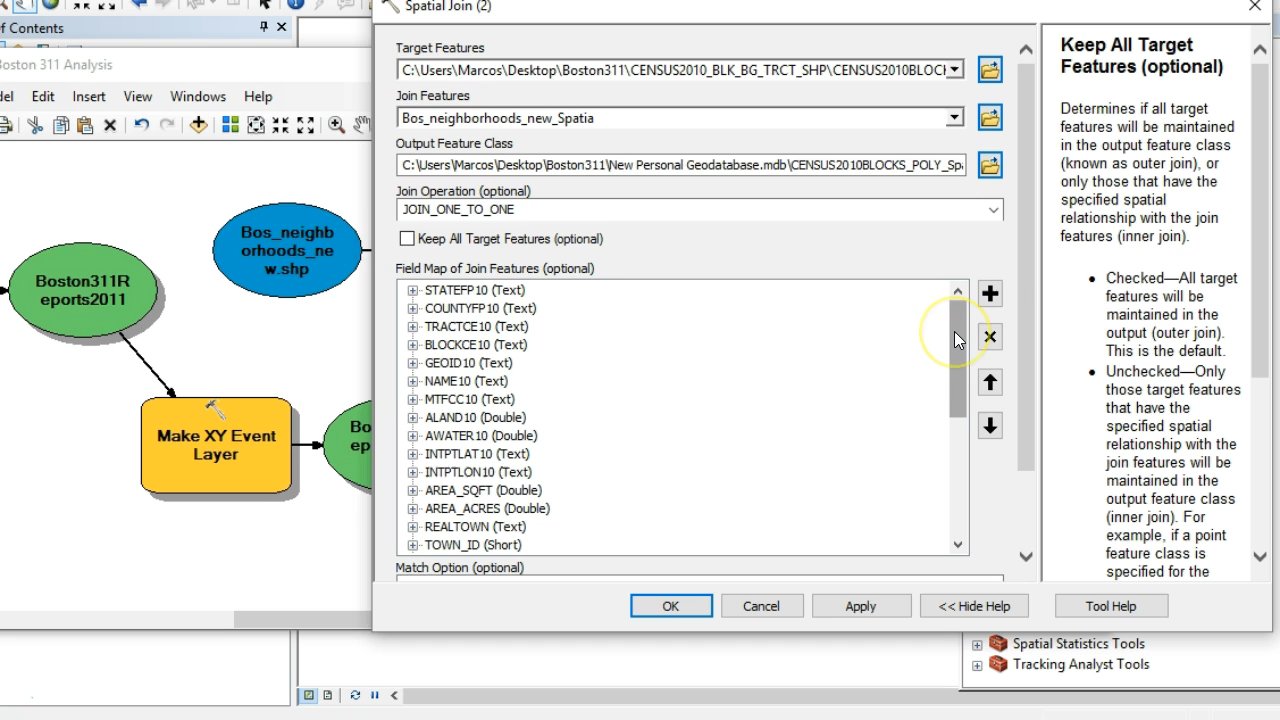 Spatial Join (2)
f Contents
oston 311 Analysis
del Edit Insert View Windows Help
Bos_neighb
orhoods_ne
w.shp
Boston311R
eports2011
Make XY Event
Layer
Bo
ep
Target Features
C:\Users\Marcos\Desktop\Boston311\CENSUS2010_BLK_BG_TRCT_SHP\CENSUS2010BLOCI
Join Features
Bos_neighborhoods_new_Spatia
Output Feature Class
C:\Users\Marcos\Desktop\Boston311\New Personal Geodatabase.mdb\CENSUS2010BLOCKS_POLY_Spa
Join Operation (optional)
JOIN_ONE_TO_ONE
Keep All Target Features (optional)
Field Map of Join Features (optional)
STATEFP10 (Text)
COUNTYFP10 (Text)
TRACTCE10 (Text)
BLOCKCE10 (Text)
GEOID10 (Text)
NAME10 (Text)
MTFCC10 (Text)
ALAND10 (Double)
AWATER10 (Double)
INTPTLAT10 (Text)
INTPTLON10 (Text)
AREA_SQFT (Double)
AREA_ACRES (Double)
REALTOWN (Text)
TOWN_ID (Short)
Match Option (optional)
OK Cancel Apply << Hide Help Tool Help
Keep All Target
Features (optional)
Determines if all target
features will be maintained
in the output feature class
(known as outer join), or
only those that have the
specified spatial
relationship with the join
features (inner join).
• Checked—All target
features will be
maintained in the
output (outer join).
This is the default.
• Unchecked—Only
those target features
that have the
specified spatial
relationship with the
join features will be
maintained in the
output feature class
(inner join). For
example, if a point
feature class is
specified for the
Spatial Statistics Tools
Tracking Analyst Tools